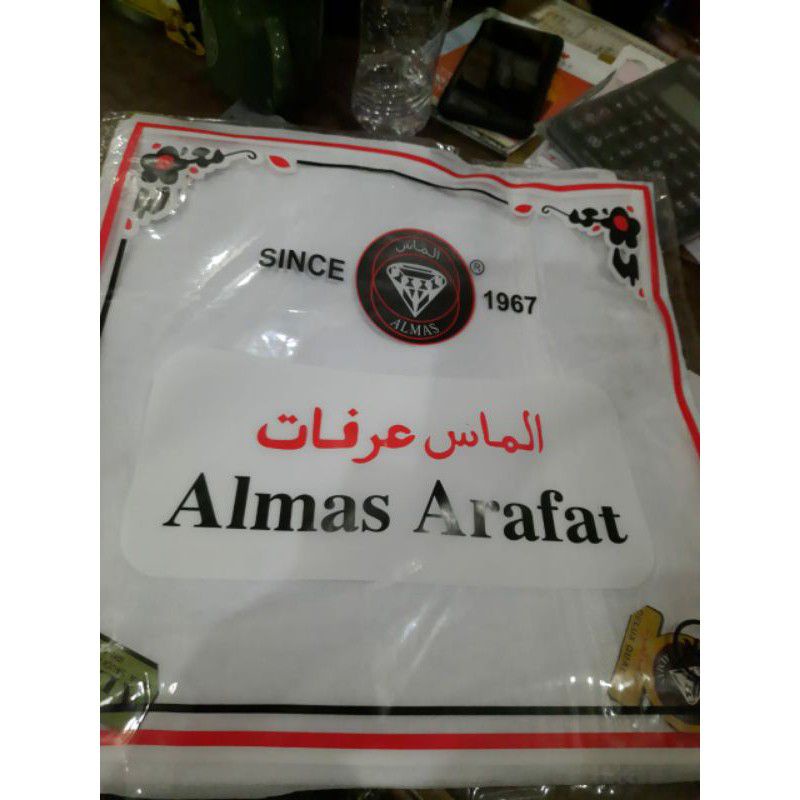 SINCE
الماس
ALMAS
®
1967
الماس عرفات
Almas Arafat